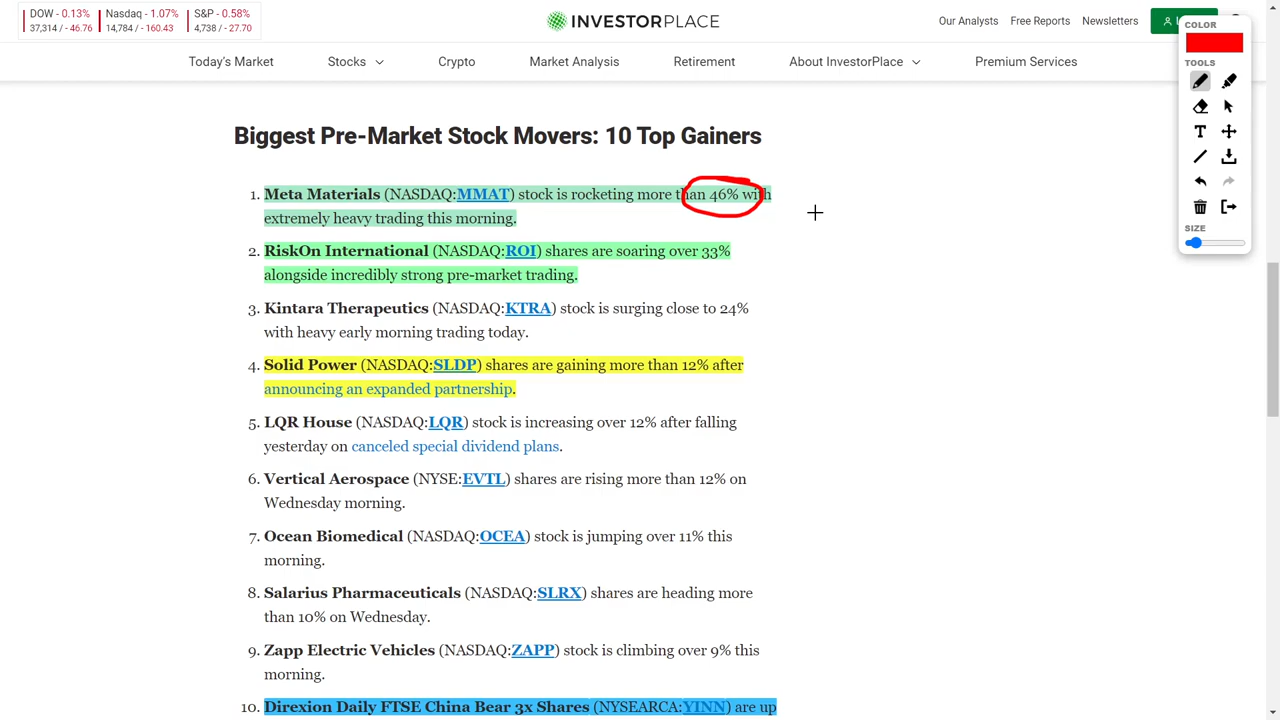 DOW - 0.13% Nasdaq - 1.07% S&P - 0.58%
37,314 / - 46.76 14,784 / - 160.43 4,738 / - 27.70
INVESTORPLACE
Our Analysts Free Reports Newsletters
Today's Market Stocks Crypto Market Analysis Retirement About InvestorPlace Premium Services
COLOR
TOOLS
T
SIZE
Biggest Pre-Market Stock Movers: 10 Top Gainers
1. Meta Materials (NASDAQ:MMAT) stock is rocketing more than 46% with
extremely heavy trading this morning.
2. RiskOn International (NASDAQ:ROI) shares are soaring over 33%
alongside incredibly strong pre-market trading.
3. Kintara Therapeutics (NASDAQ:KTRA) stock is surging close to 24%
with heavy early morning trading today.
4. Solid Power (NASDAQ:SLDP) shares are gaining more than 12% after
announcing an expanded partnership.
5. LQR House (NASDAQ:LQR) stock is increasing over 12% after falling
yesterday on canceled special dividend plans.
6. Vertical Aerospace (NYSE:EVTL) shares are rising more than 12% on
Wednesday morning.
7. Ocean Biomedical (NASDAQ:OCEA) stock is jumping over 11% this
morning.
8. Salarius Pharmaceuticals (NASDAQ:SLRX) shares are heading more
than 10% on Wednesday.
9. Zapp Electric Vehicles (NASDAQ:ZAPP) stock is climbing over 9% this
morning.
10. Direxion Daily FTSE China Bear 3x Shares (NYSEARCA:YINN) are up